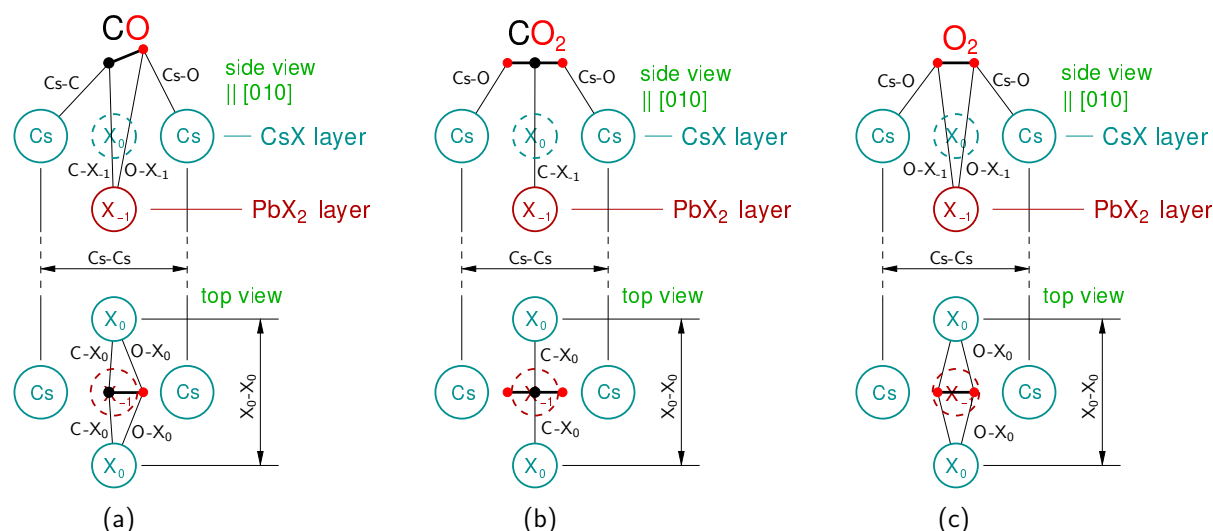 CO
Cs-C
Cs-O
side view
|| [010]
Cs
X₀
Cs
CsX layer
C-X₋₁
O-X₋₁
X₋₁
PbX₂ layer
Cs-Cs
top view
X₀
C-X₀
O-X₀
Cs
X₋₁
Cs
X₀-X₀
C-X₀
O-X₀
X₀
(a)
CO₂
Cs-O
Cs-O
side view
|| [010]
Cs
X₀
Cs
CsX layer
C-X₋₁
X₋₁
PbX₂ layer
Cs-Cs
top view
X₀
C-X₀
Cs
X₋₁
Cs
X₀-X₀
C-X₀
X₀
(b)
O₂
Cs-O
Cs-O
side view
|| [010]
Cs
X₀
Cs
CsX layer
O-X₋₁
O-X₋₁
X₋₁
PbX₂ layer
Cs-Cs
top view
X₀
O-X₀
Cs
X₋₁
Cs
X₀-X₀
O-X₀
X₀
(c)